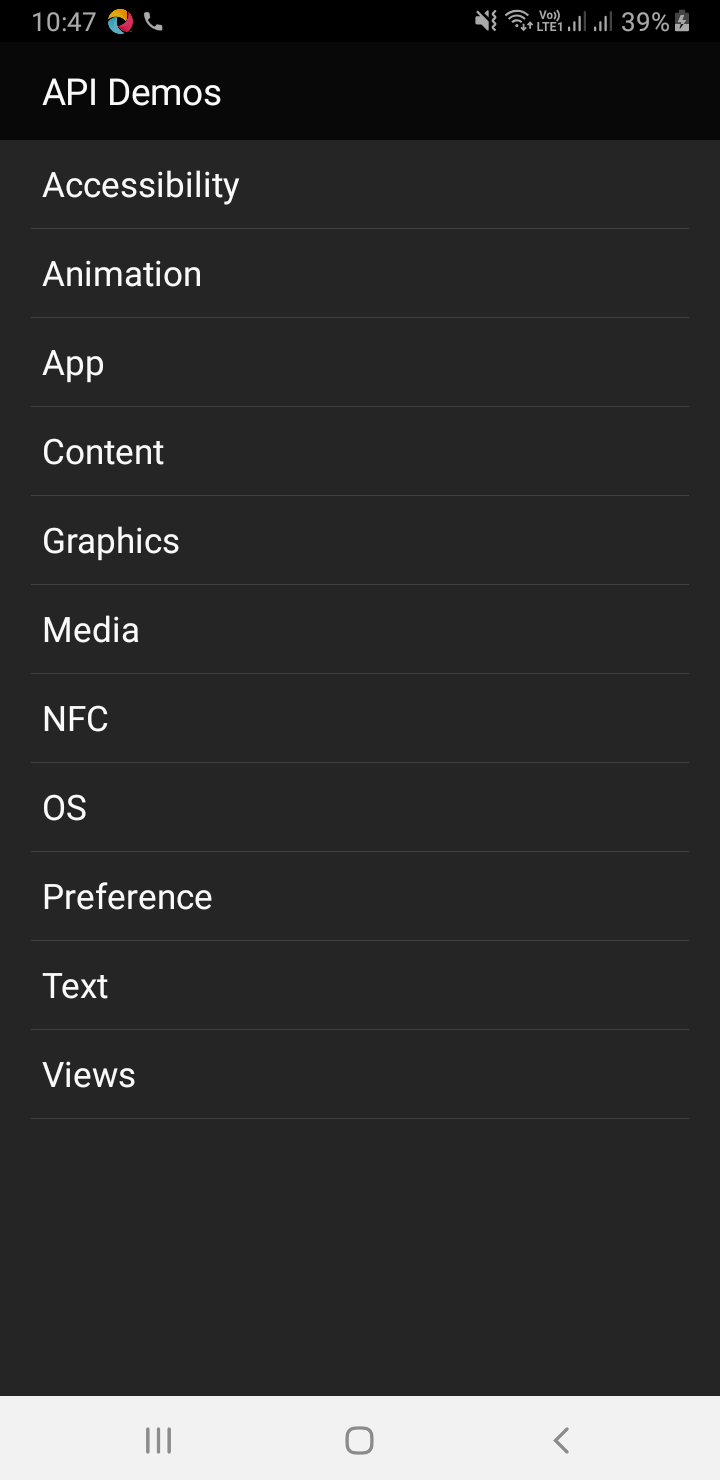 10:47 Vo)) LTE1 39%
API Demos
Accessibility
Animation
App
Content
Graphics
Media
NFC
OS
Preference
Text
Views